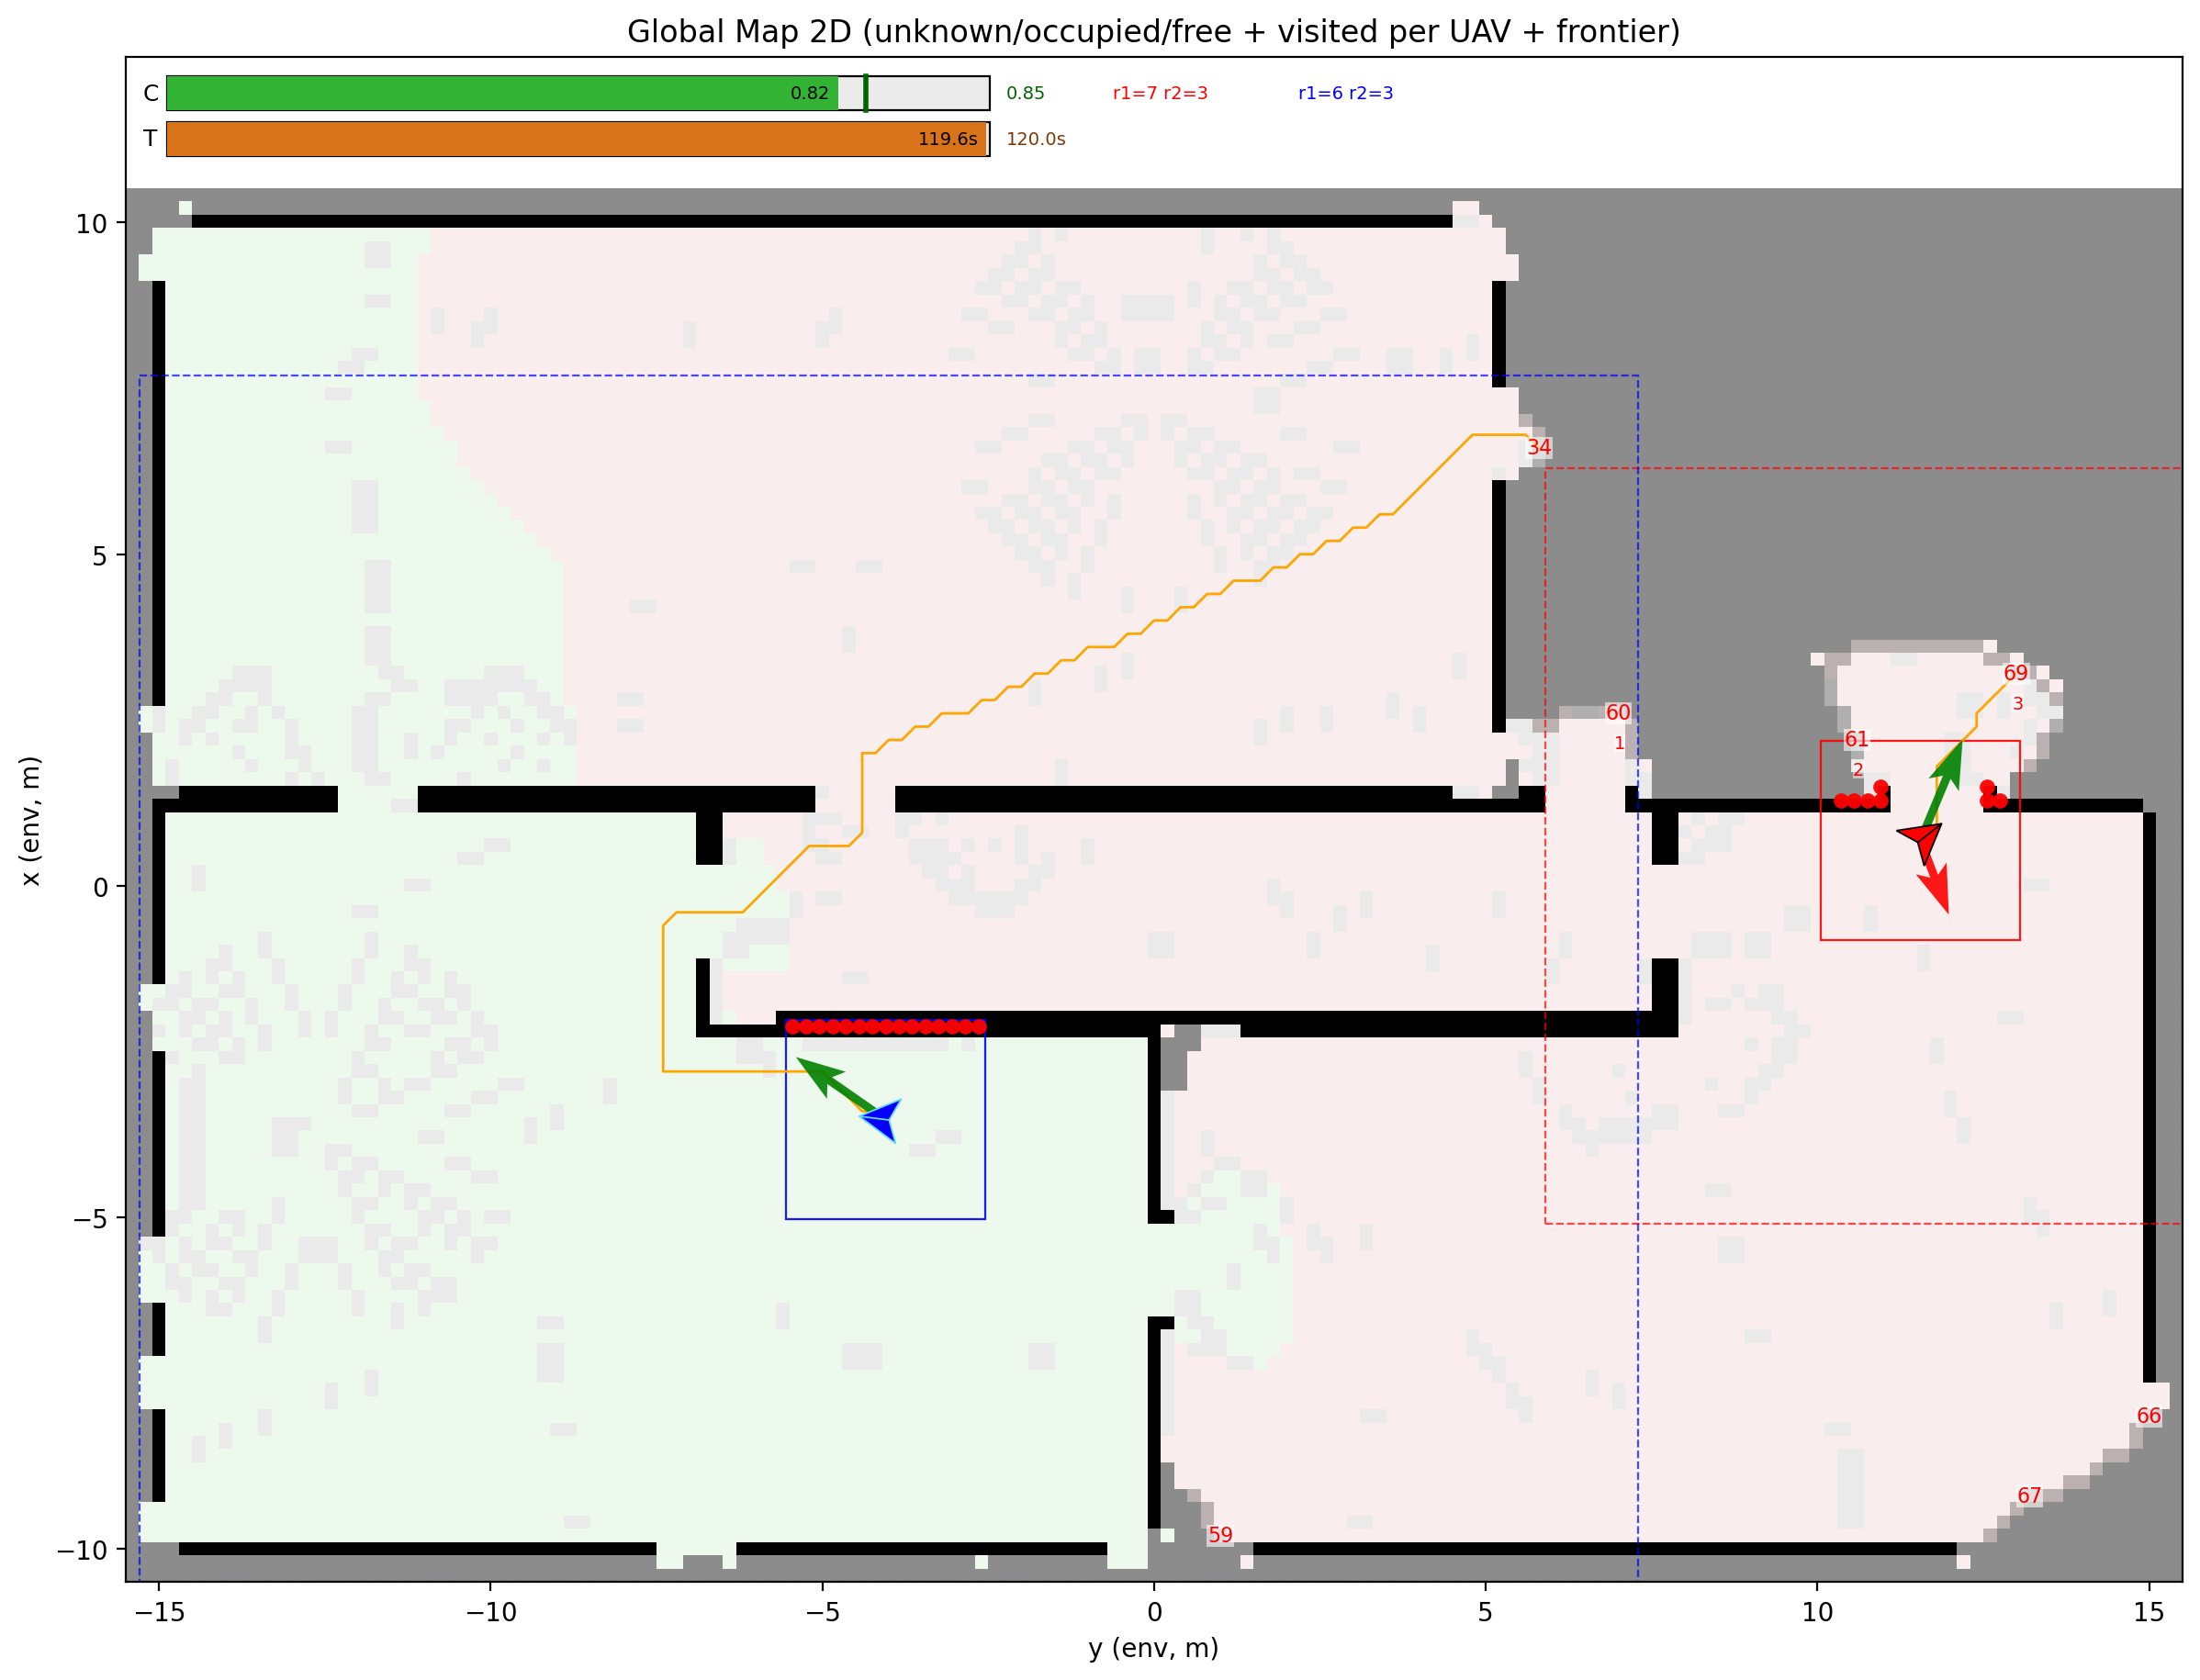 Global Map 2D (unknown/occupied/free + visited per UAV + frontier)
C 0.82 0.85 r1=7 r2=3 r1=6 r2=3
T 119.6s 120.0s
10
5
0
−5
−10
x (env, m)
34
69
3
60
1
61
2
66
67
59
−15 −10 −5 0 5 10 15
y (env, m)